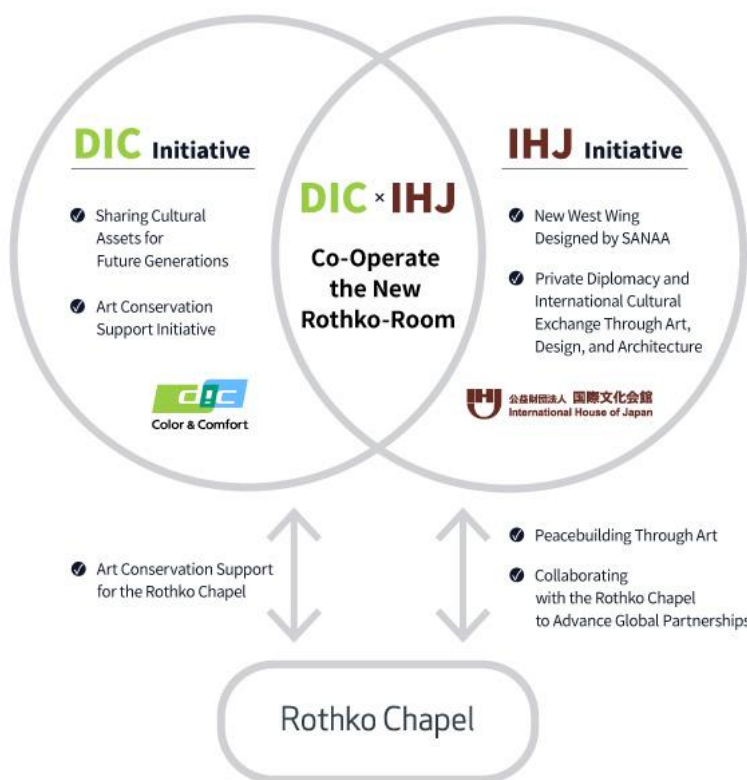 DIC Initiative
Sharing Cultural
Assets for
Future Generations
Art Conservation
Support Initiative
DIC
Color & Comfort
DIC × IHJ
Co-Operate
the New
Rothko-Room
IHJ Initiative
New West Wing
Designed by SANAA
Private Diplomacy and
International Cultural
Exchange Through Art,
Design, and Architecture
IHJ
公益財団法人 国際文化会館
International House of Japan
Art Conservation Support
for the Rothko Chapel
Peacebuilding Through Art
Collaborating
with the Rothko Chapel
to Advance Global Partnerships
Rothko Chapel